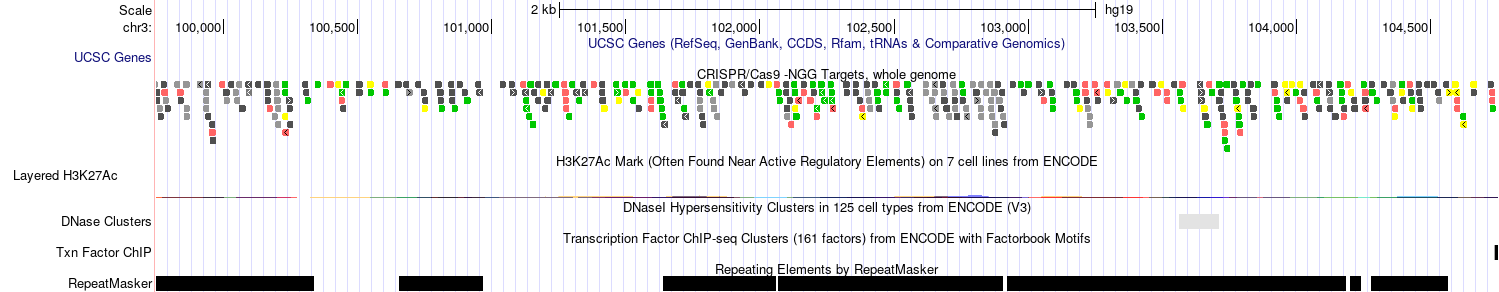 Scale 2 kb hg19
chr3: 100,000 100,500 101,000 101,500 102,000 102,500 103,000 103,500 104,000 104,500
UCSC Genes (RefSeq, GenBank, CCDS, Rfam, tRNAs & Comparative Genomics)
UCSC Genes
CRISPR/Cas9 -NGG Targets, whole genome
H3K27Ac Mark (Often Found Near Active Regulatory Elements) on 7 cell lines from ENCODE
Layered H3K27Ac
DNaseI Hypersensitivity Clusters in 125 cell types from ENCODE (V3)
DNase Clusters
Transcription Factor ChIP-seq Clusters (161 factors) from ENCODE with Factorbook Motifs
Txn Factor ChIP
Repeating Elements by RepeatMasker
RepeatMasker